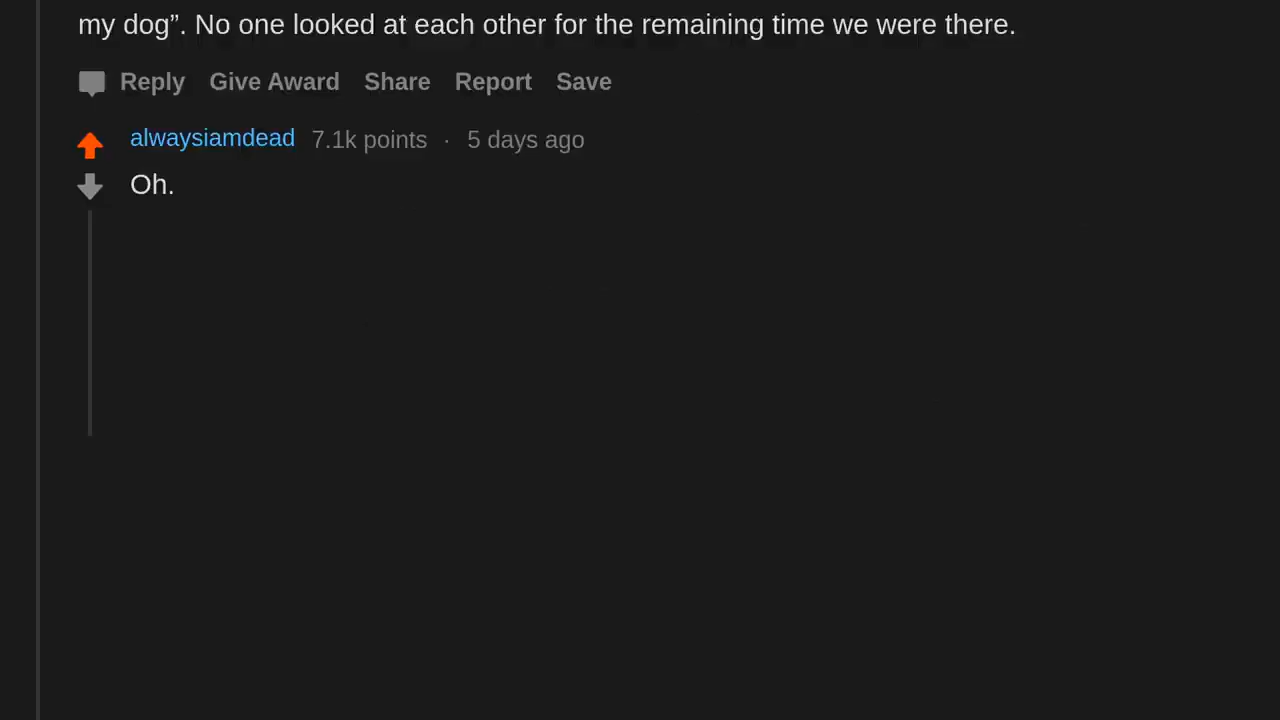 my dog”. No one looked at each other for the remaining time we were there.
Reply Give Award Share Report Save
alwaysiamdead 7.1k points · 5 days ago
Oh.